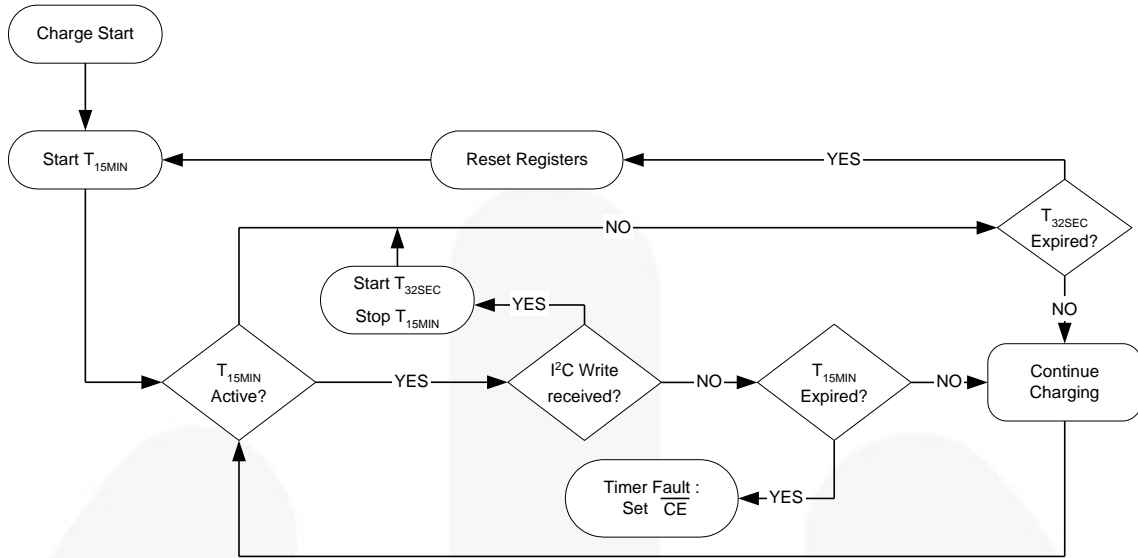 Charge Start
Start T15MIN
Reset Registers
YES
T32SEC
Expired?
NO
Start T32SEC
Stop T15MIN
YES
NO
T15MIN
Active?
YES
I²C Write
received?
NO
T15MIN
Expired?
NO
Continue
Charging
Timer Fault :
Set C̅E̅
YES